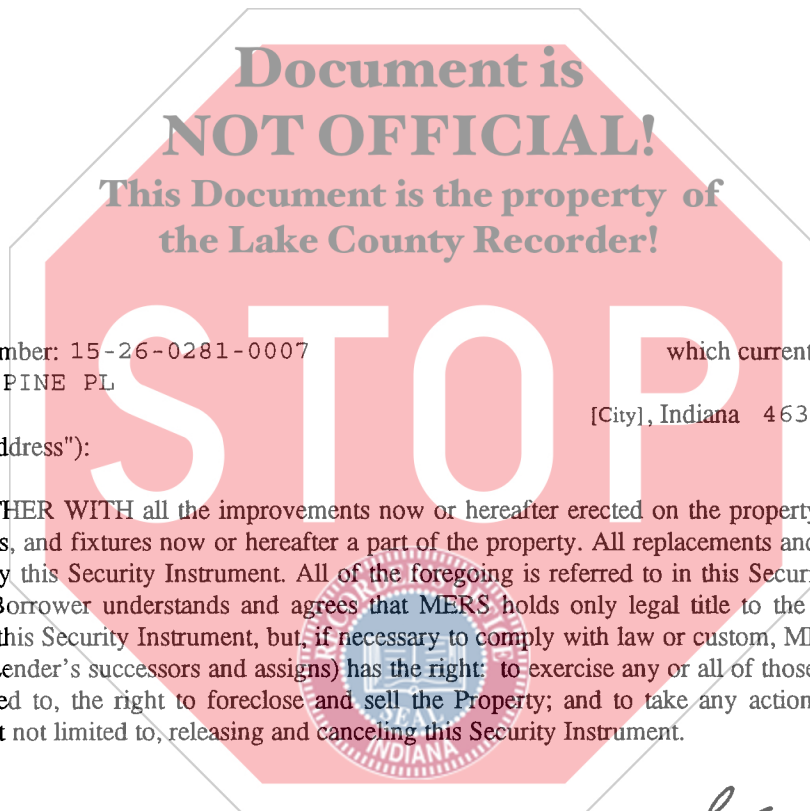 Document is
NOT OFFICIAL!
This Document is the property of
the Lake County Recorder!
STOP
mber: 15-26-0281-0007 which current
PINE PL
[City], Indiana 463
ddress"):
THER WITH all the improvements now or hereafter erected on the property
s, and fixtures now or hereafter a part of the property. All replacements and
y this Security Instrument. All of the foregoing is referred to in this Securi
Borrower understands and agrees that MERS holds only legal title to the
this Security Instrument, but, if necessary to comply with law or custom, M
ender's successors and assigns) has the right: to exercise any or all of those
ed to, the right to foreclose and sell the Property; and to take any action
t not limited to, releasing and canceling this Security Instrument.
SEAL
INDIANA